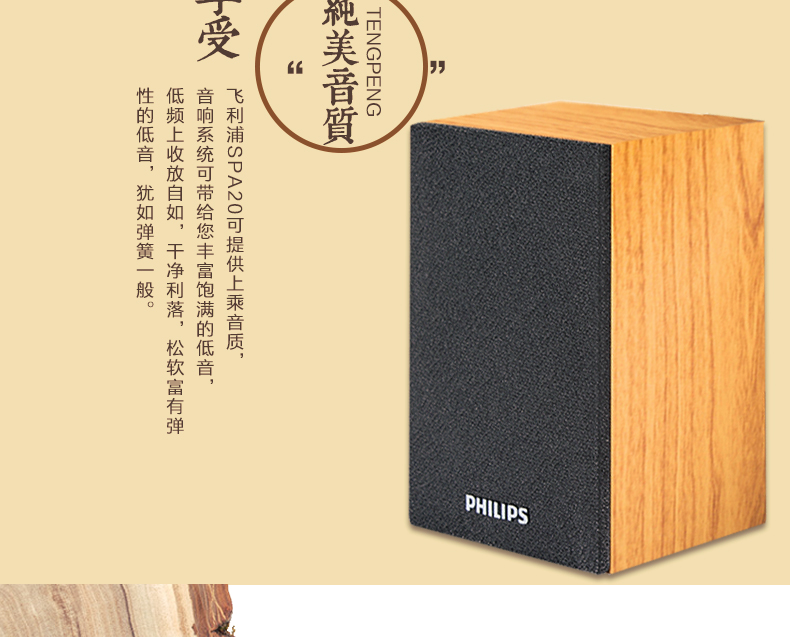 純美音質
TENGPENG
“ ”
受
飞利浦SPA20可提供上乘音质，
音响系统可带给您丰富饱满的低音，
低频上收放自如，干净利落，松软富有弹
性的低音，犹如弹簧一般。
PHILIPS